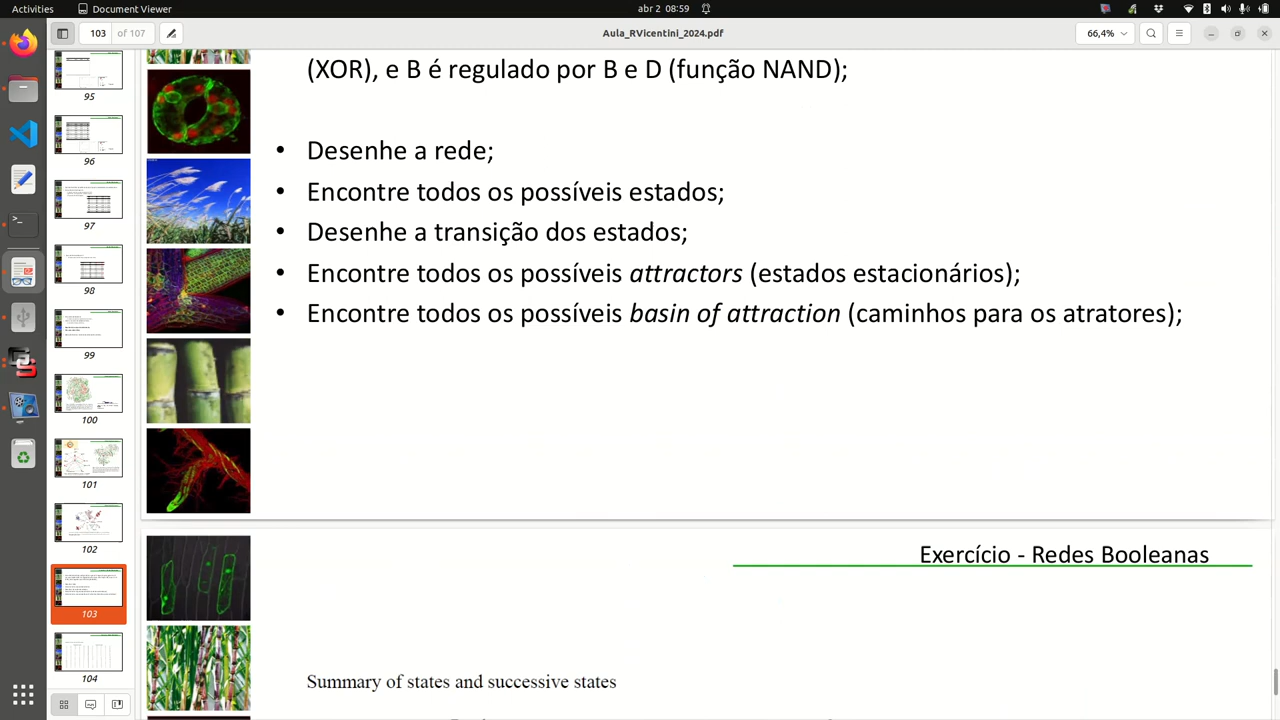 Activities
Document Viewer
abr 2 08:59
103 of 107
Aula_RVicentini_2024.pdf
66,4%
95
96
97
98
99
100
101
102
103
104
(XOR), e B é regulado por B e D (função NAND);
• Desenhe a rede;
• Encontre todos os possíveis estados;
• Desenhe a transição dos estados;
• Encontre todos os possíveis attractors (estados estacionários);
• Encontre todos os possíveis basin of attraction (caminhos para os atratores);
Exercício - Redes Booleanas
Summary of states and successive states